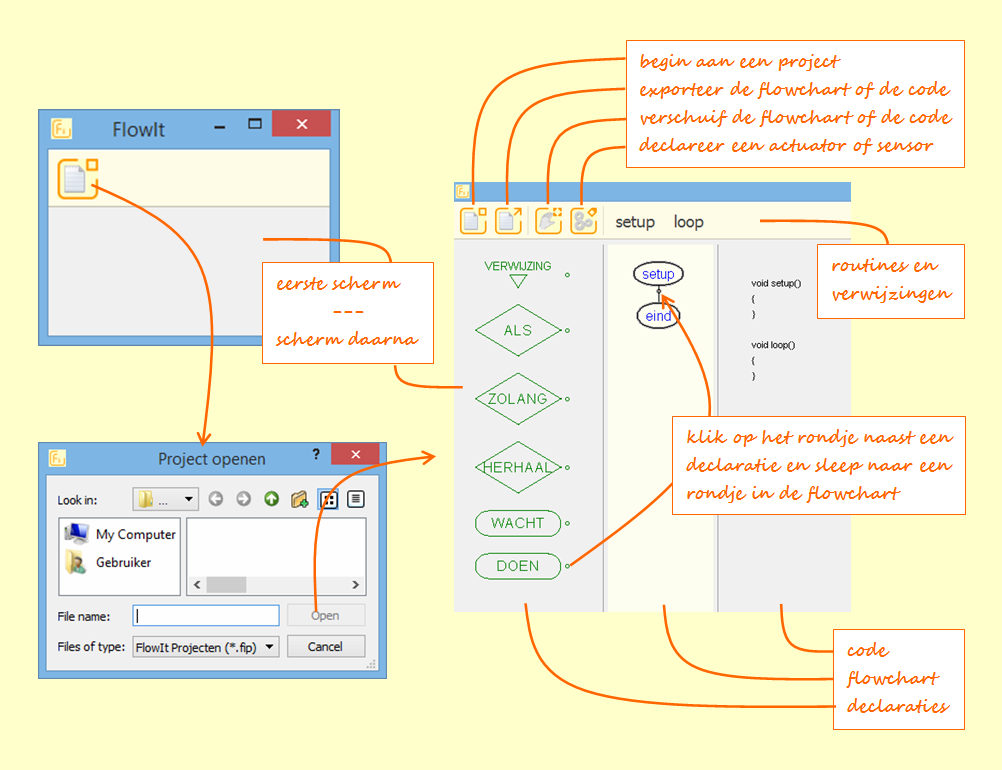 begin aan een project
exporteer de flowchart of de code
verschuif de flowchart of de code
declareer een actuator of sensor
FlowIt
eerste scherm
---
scherm daarna
setup loop
routines en
verwijzingen
VERWIJZING
ALS
ZOLANG
HERHAAL
WACHT
DOEN
setup
eind
void setup()
{
}
void loop()
{
}
klik op het rondje naast een
declaratie en sleep naar een
rondje in de flowchart
Project openen
?
Look in:
...
My Computer
Gebruiker
File name:
Open
Files of type:
FlowIt Projecten (*.fip)
Cancel
code
flowchart
declaraties